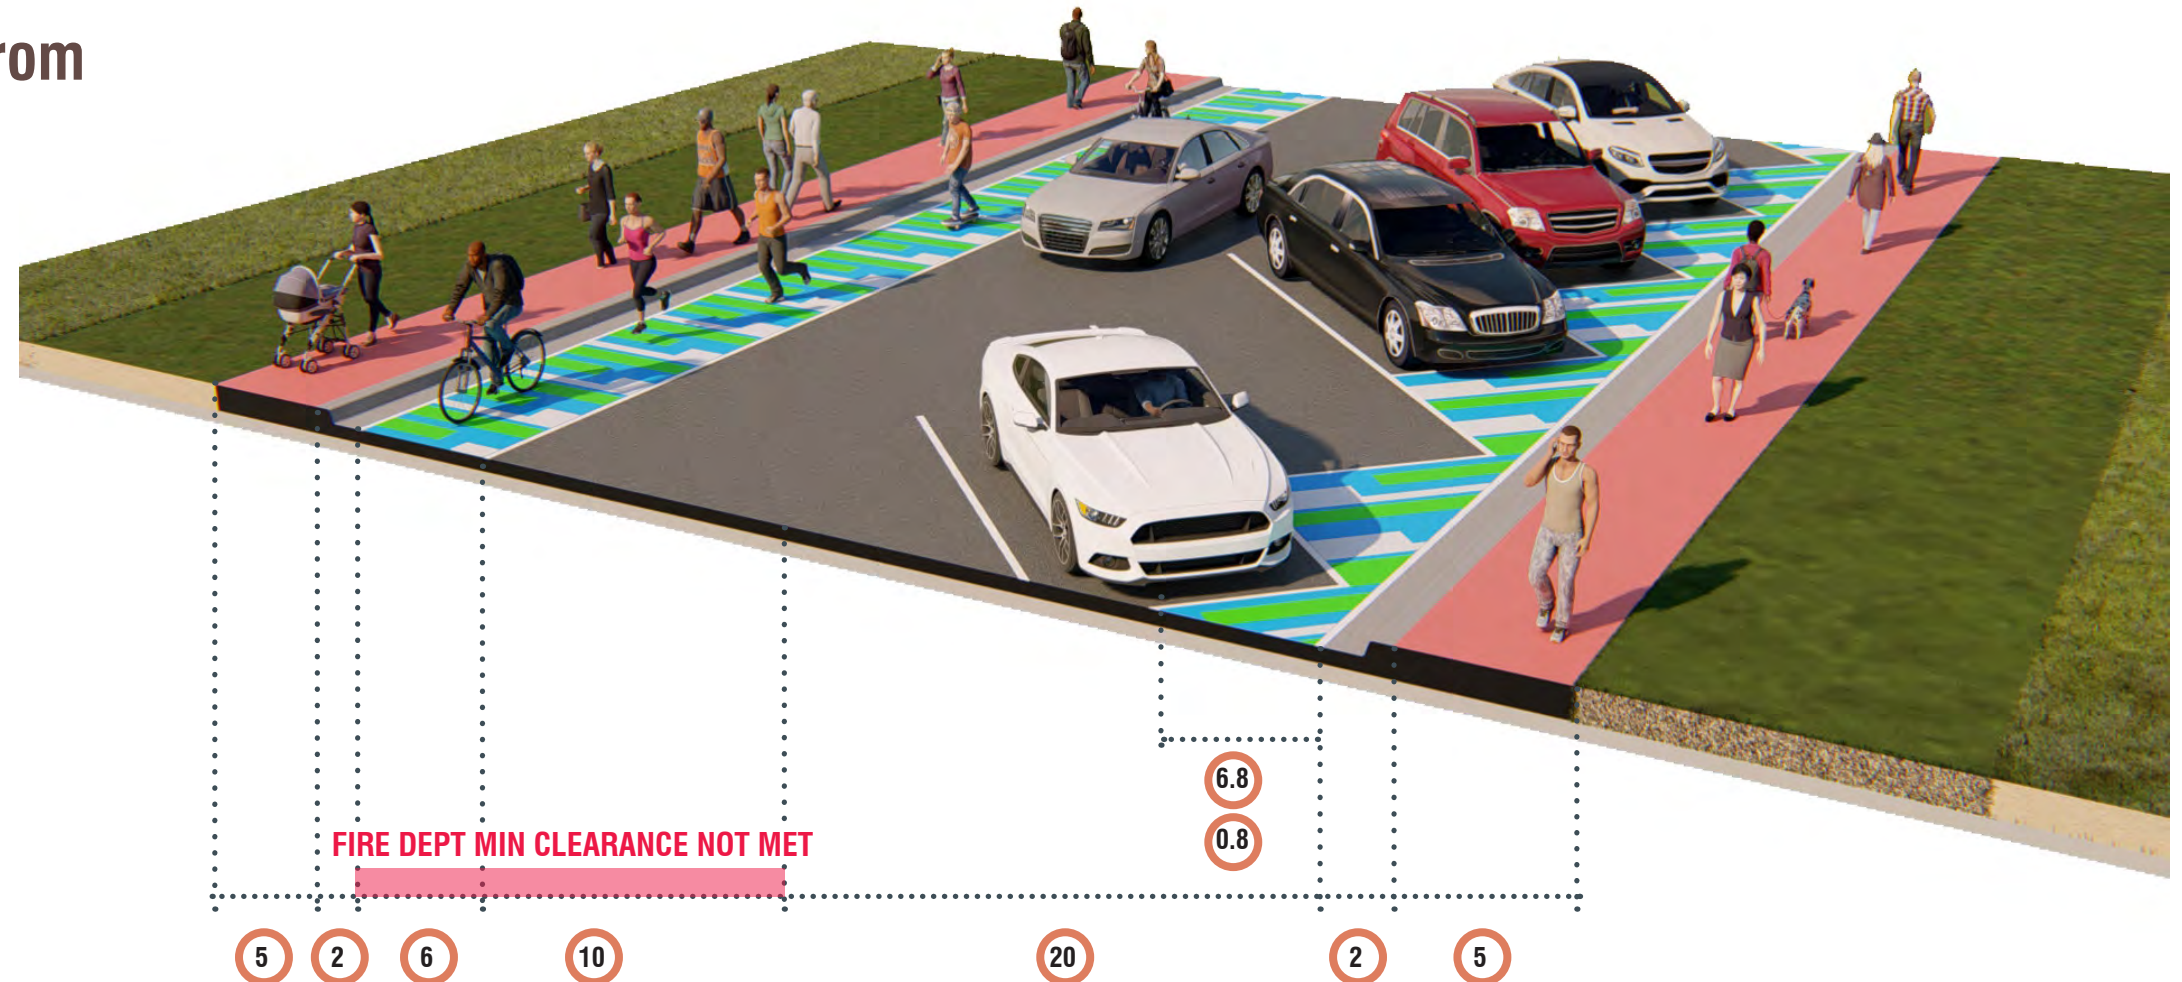 rom
6.8
0.8
FIRE DEPT MIN CLEARANCE NOT MET
5 2 6 10 20 2 5